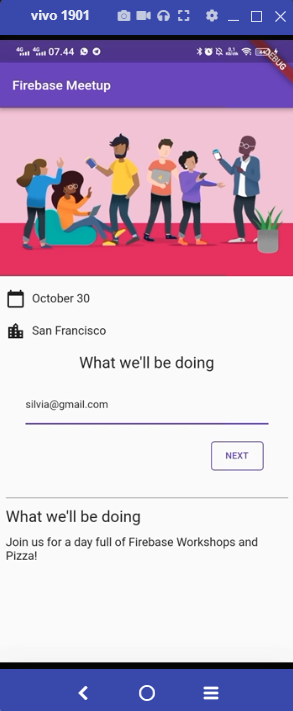 vivo 1901
4G 4G 07.44
DEBUG
Firebase Meetup
October 30
San Francisco
What we'll be doing
silvia@gmail.com
NEXT
What we'll be doing
Join us for a day full of Firebase Workshops and
Pizza!